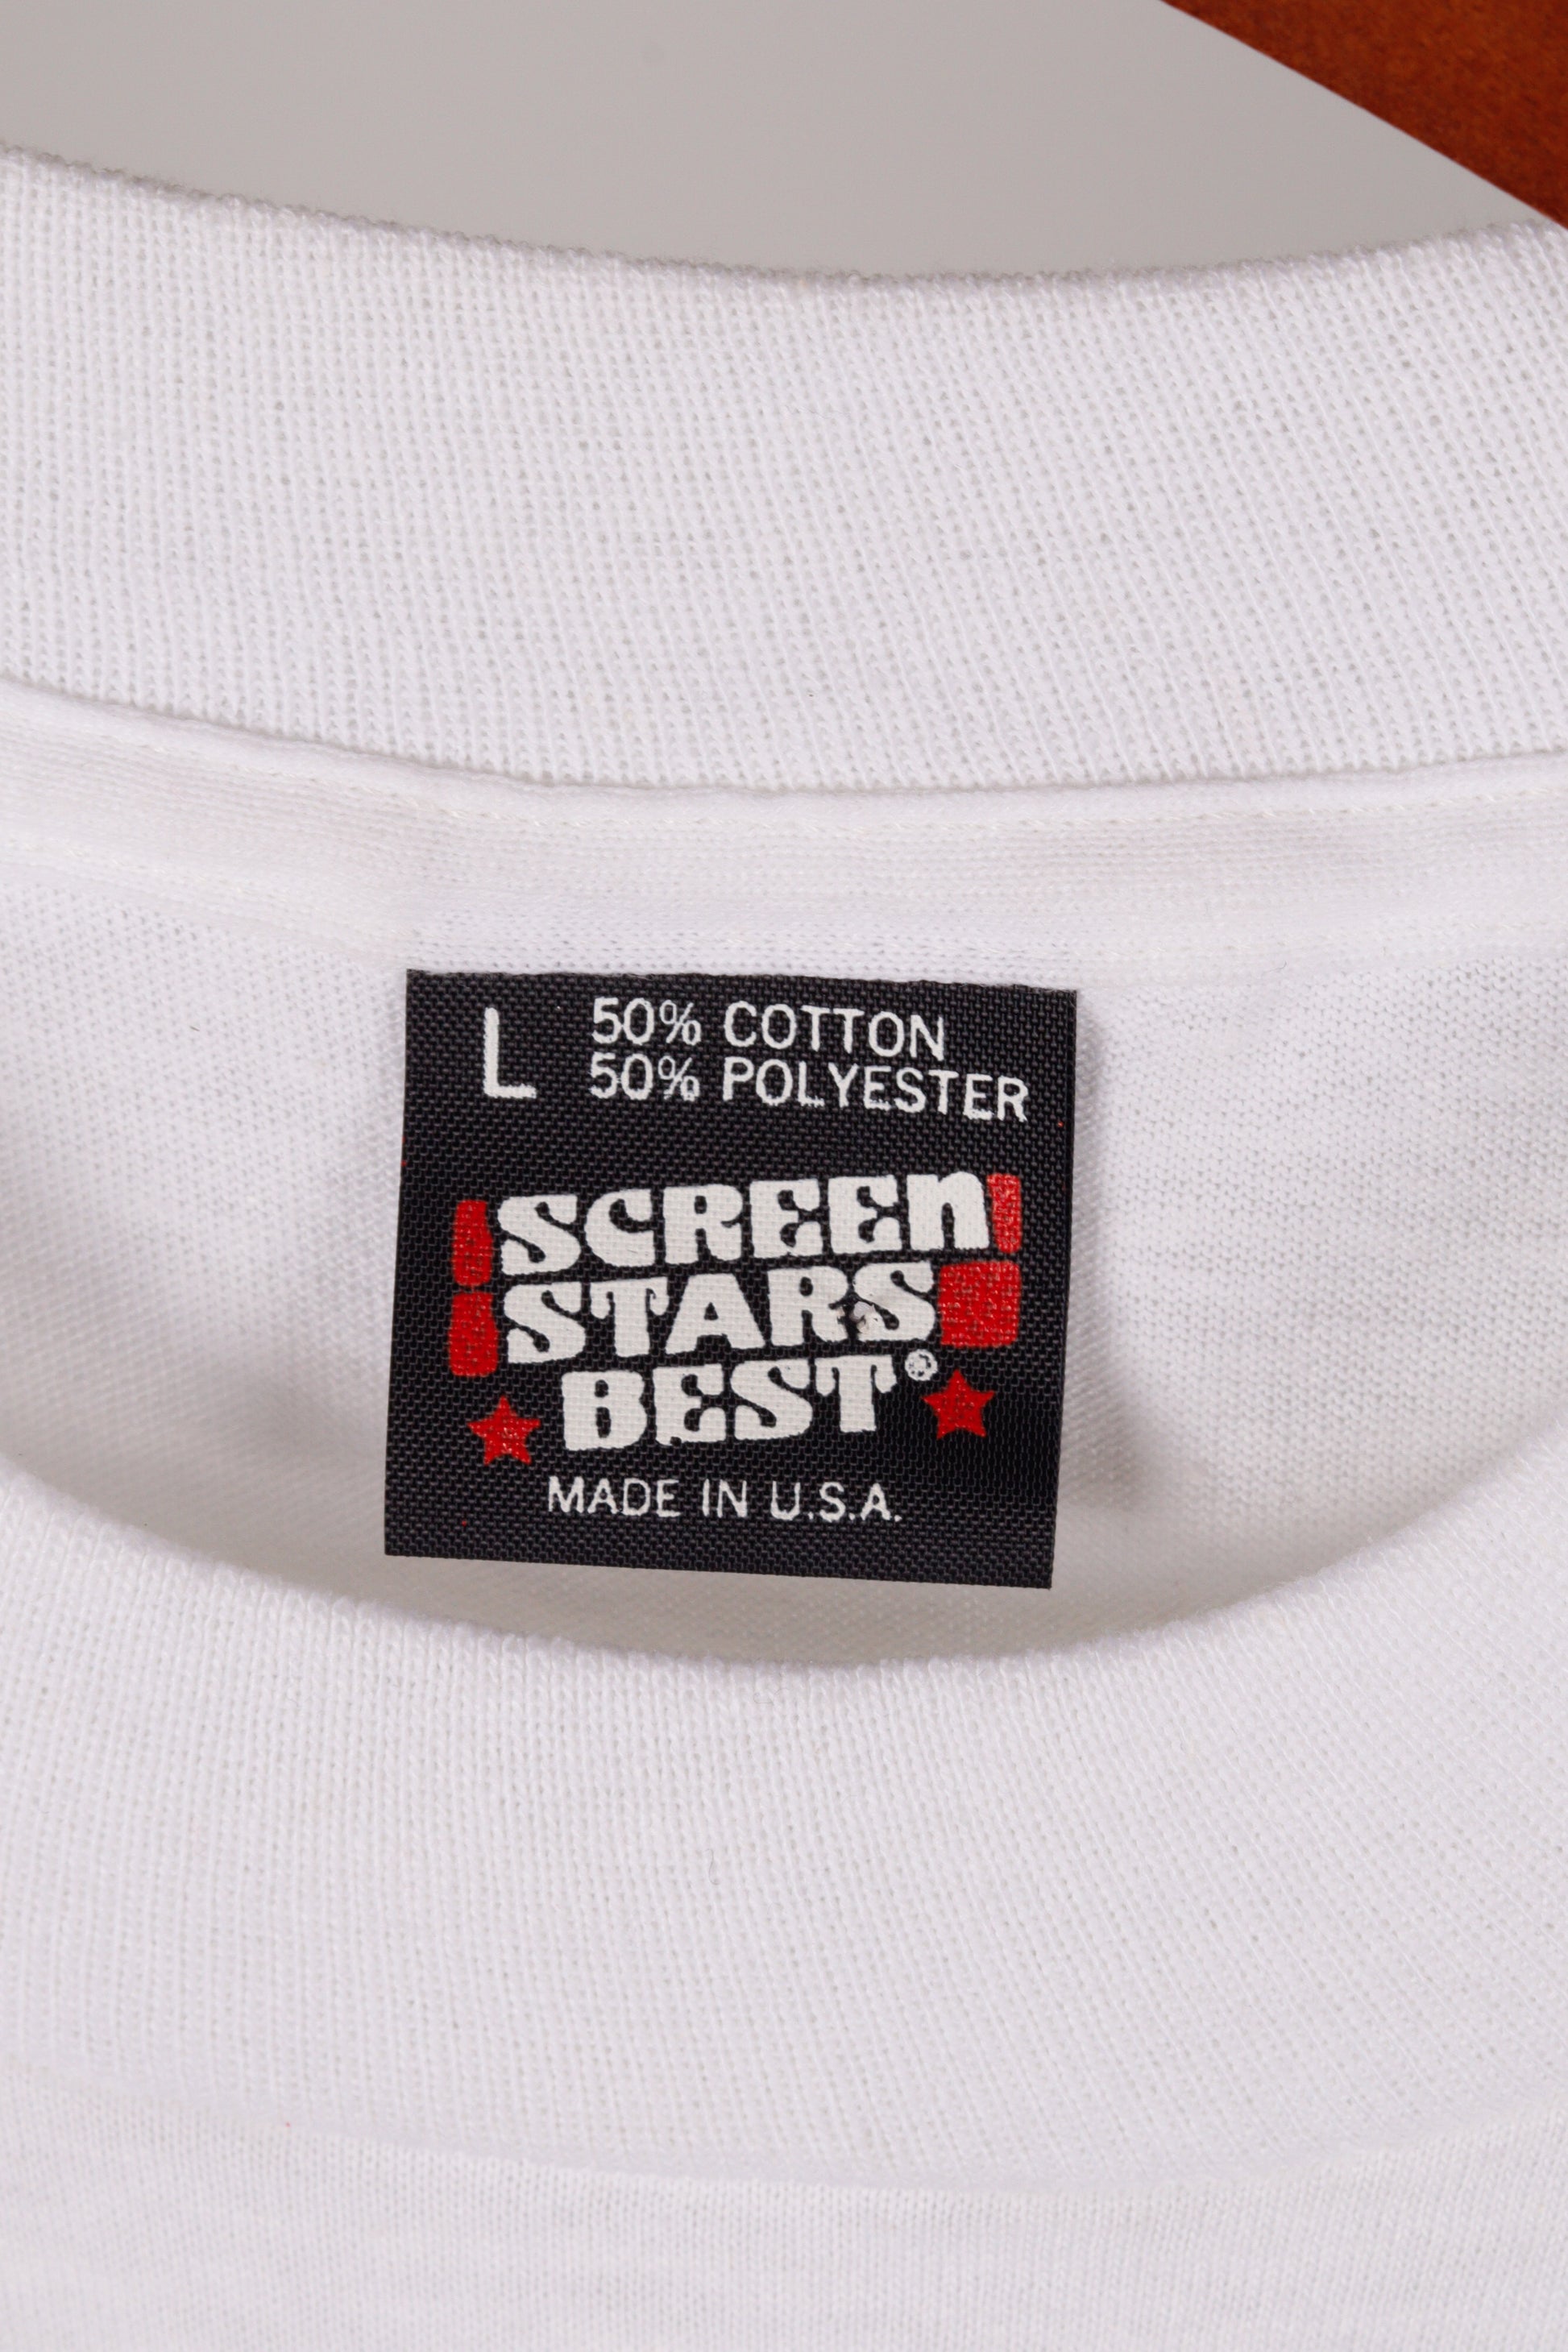 L 50% COTTON
50% POLYESTER
SCREEN
STARS
BEST®
MADE IN U.S.A.